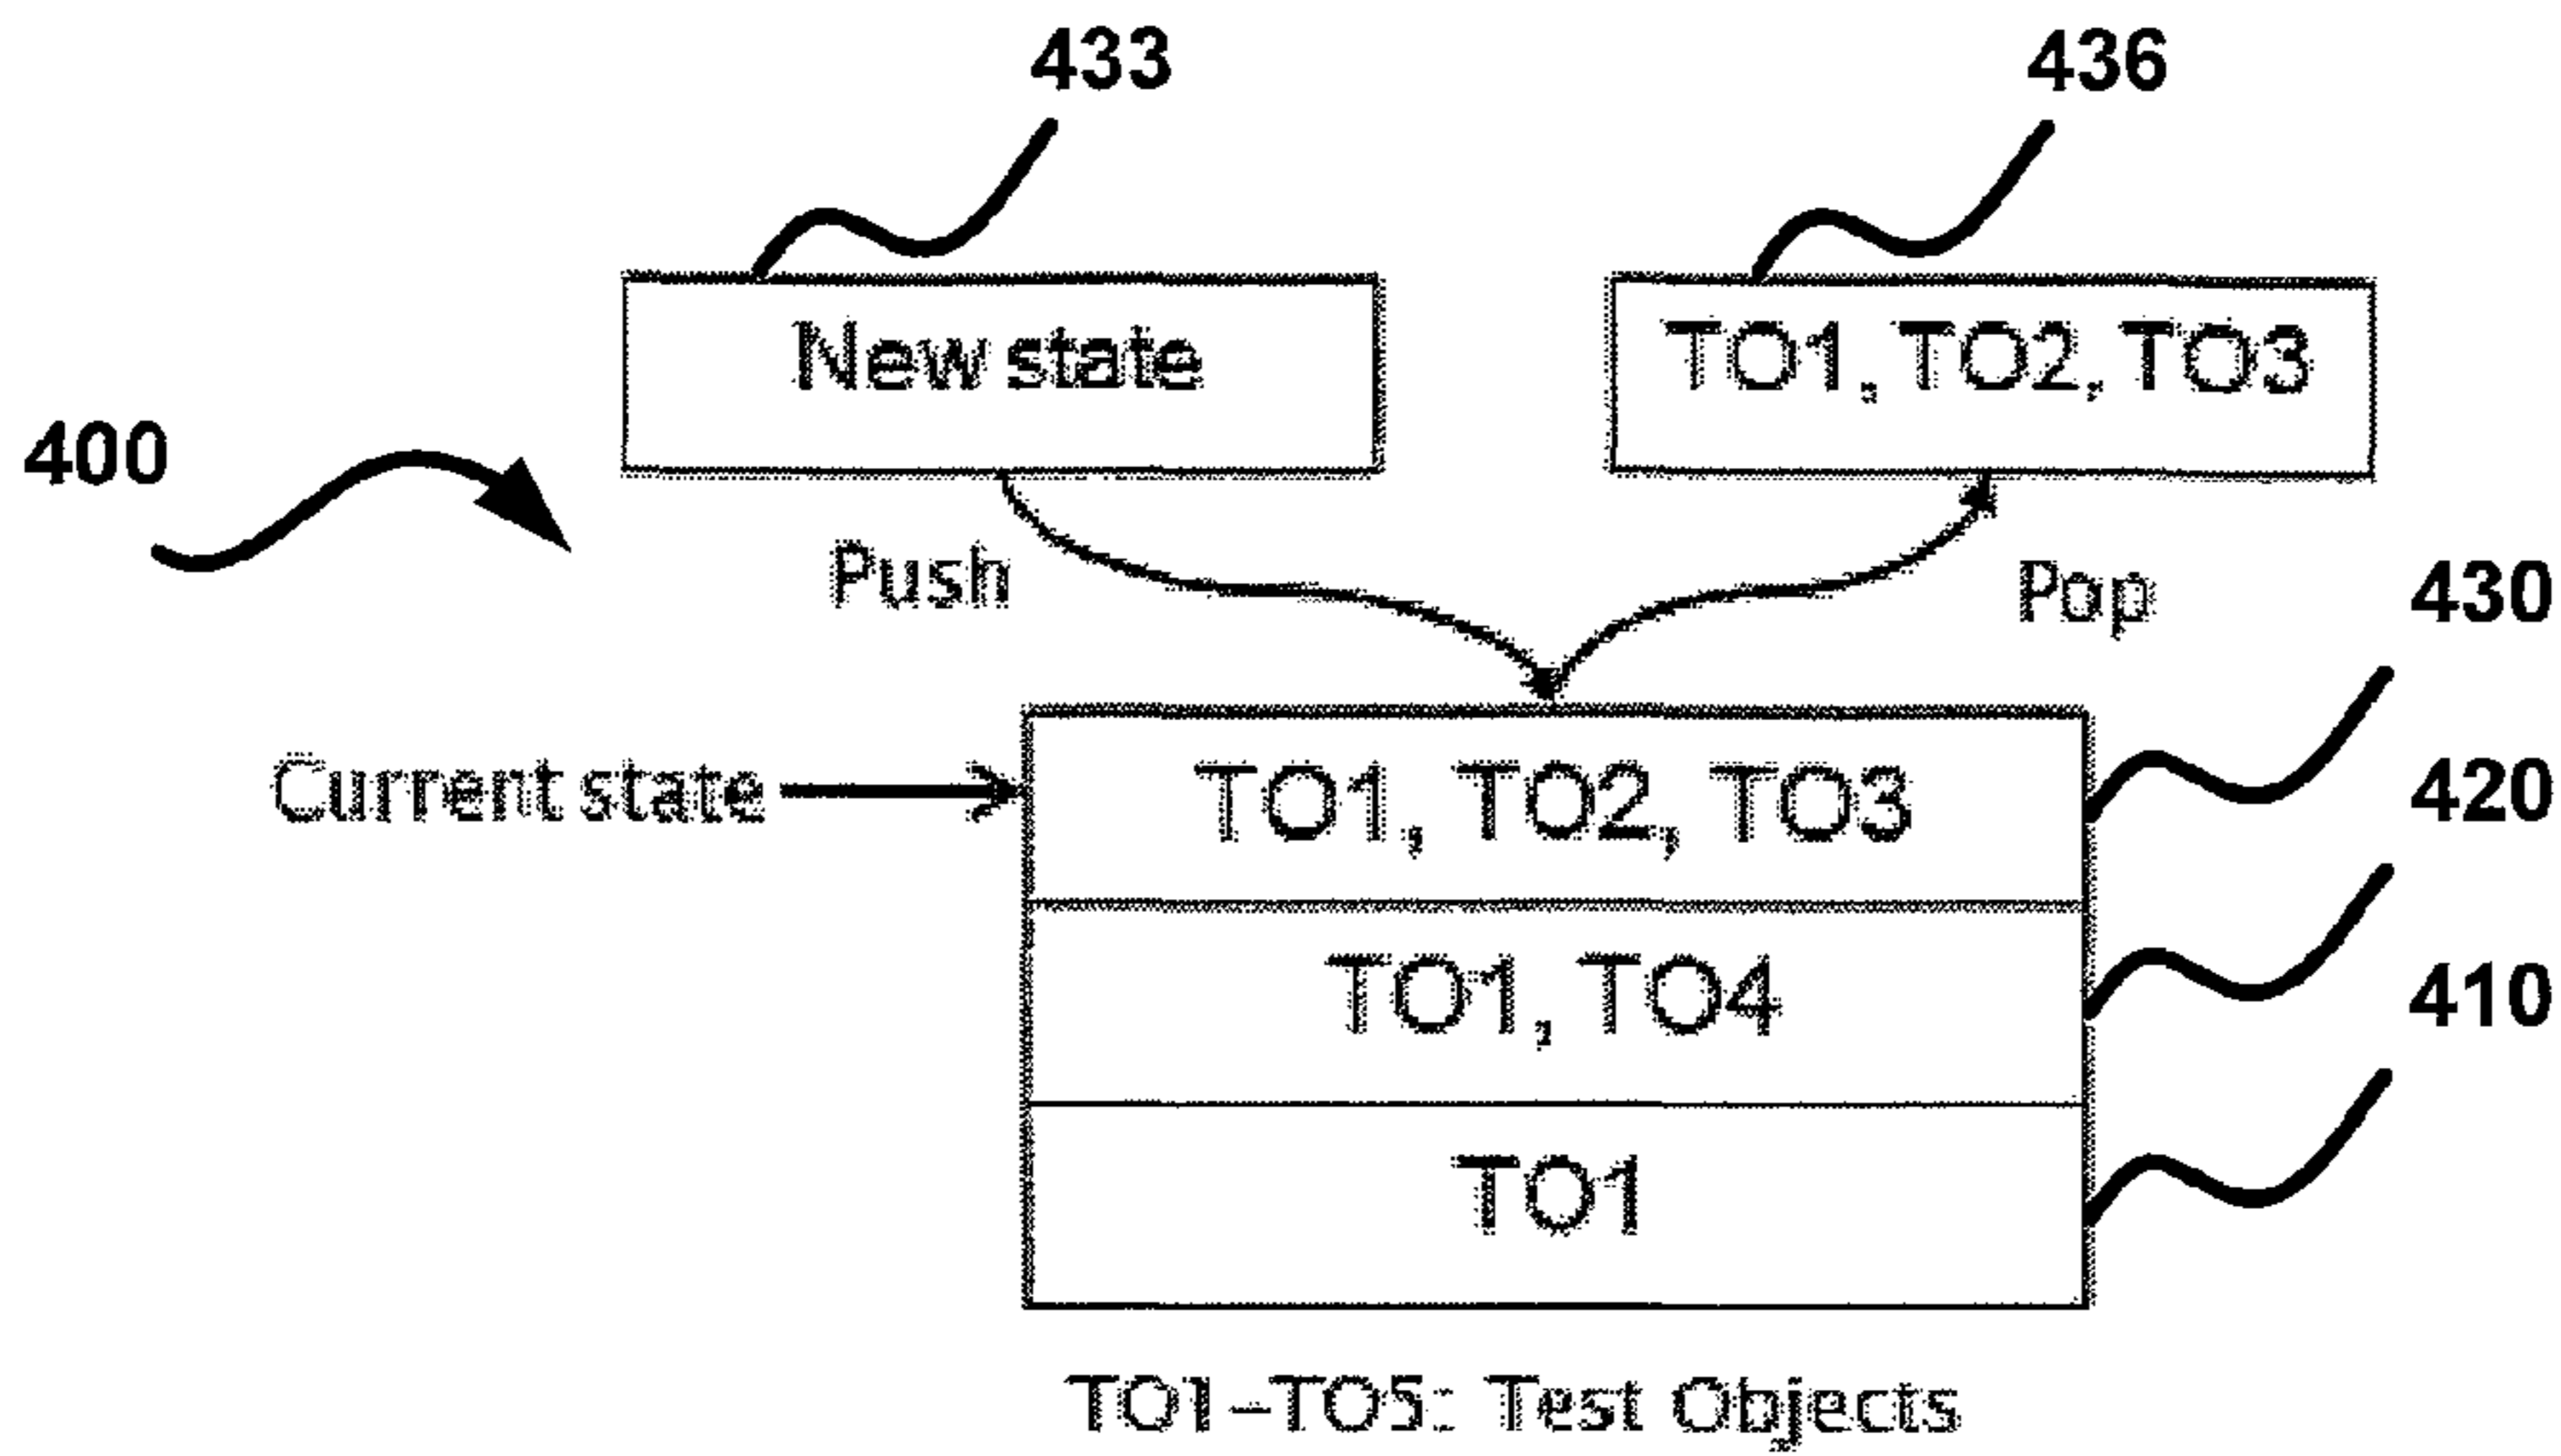 433
436
New state
TO1, TO2, TO3
400
Push
Pop
430
Current state
TO1, TO2, TO3
420
TO1, TO4
410
TO1
TO1-TO5: Test Objects